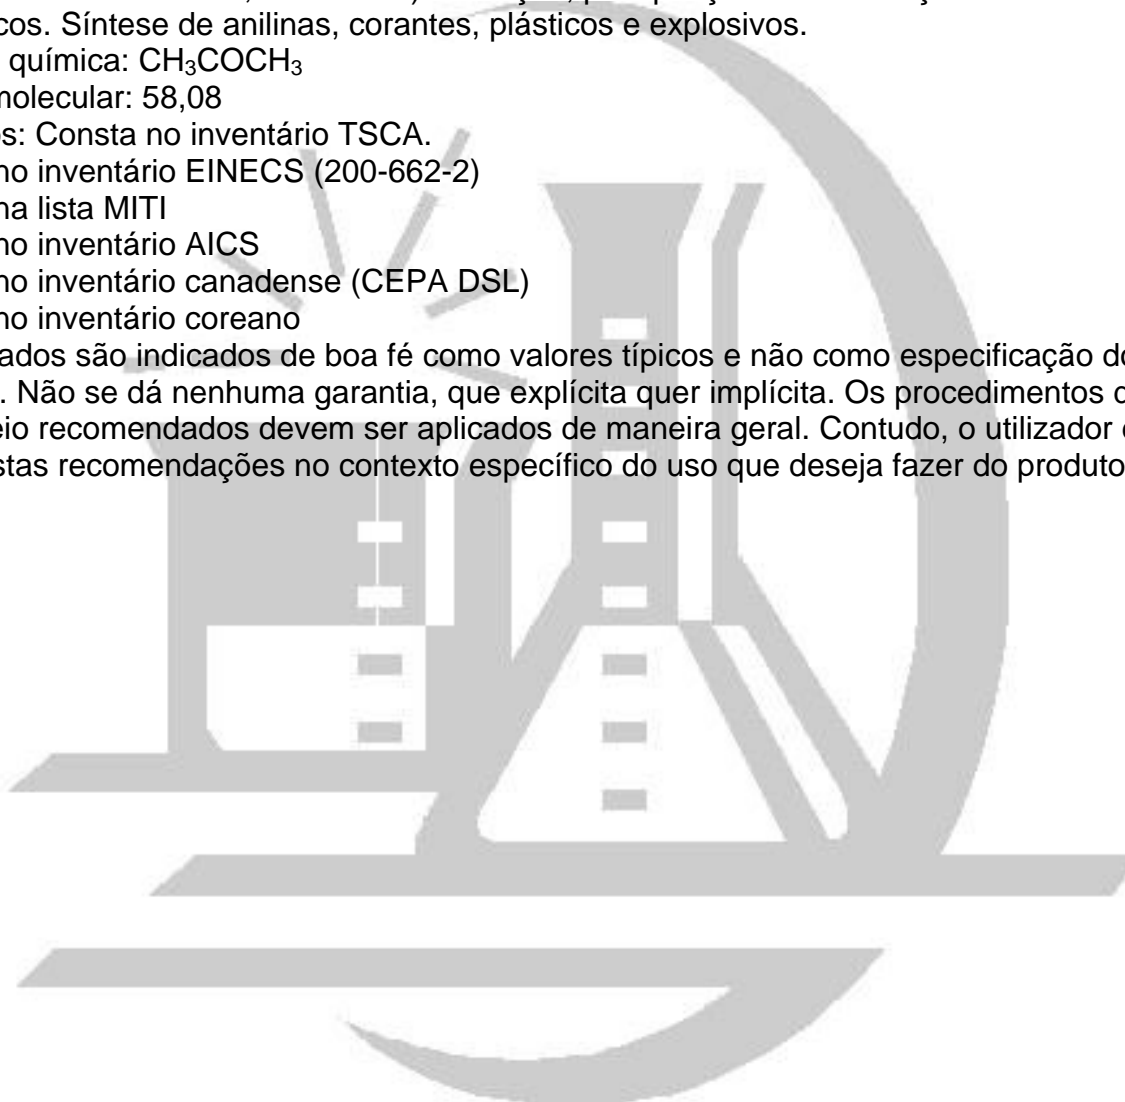 cos. Síntese de anilinas, corantes, plásticos e explosivos.
química: CH₃COCH₃
molecular: 58,08
os: Consta no inventário TSCA.
no inventário EINECS (200-662-2)
na lista MITI
no inventário AICS
no inventário canadense (CEPA DSL)
no inventário coreano
ados são indicados de boa fé como valores típicos e não como especificação do
. Não se dá nenhuma garantia, que explícita quer implícita. Os procedimentos d
eio recomendados devem ser aplicados de maneira geral. Contudo, o utilizador
stas recomendações no contexto específico do uso que deseja fazer do produto